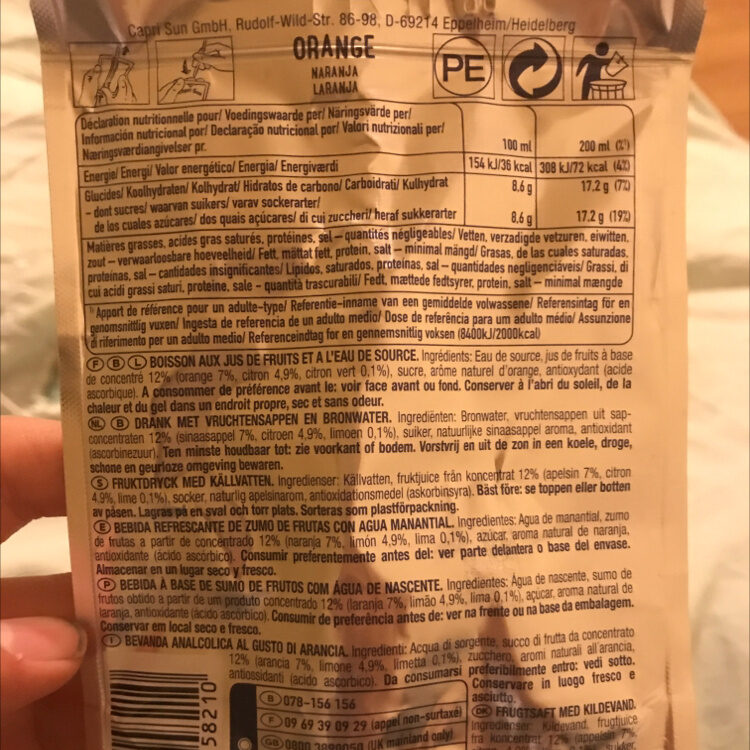 Capri Sun GmbH, Rudolf-Wild-Str. 86-98, D-69214 Eppelheim/Heidelberg
ORANGE
NARANJA
LARANJA
PE
Déclaration nutritionnelle pour/ Voedingswaarde per/ Näringsvärde per/
Información nutricional por/ Declaração nutricional por/ Valori nutrizionali per/
Næringsværdiangivelser pr.
100 ml 200 ml (%¹)
Energie/ Energi/ Valor energético/ Energia/ Energiværdi 154 kJ/36 kcal 308 kJ/72 kcal (4%)
Glucides/ Koolhydraten/ Kolhydrat/ Hidratos de carbono/ Carboidrati/ Kulhydrat 8,6 g 17,2 g (7%)
- dont sucres/ waarvan suikers/ varav sockerarter/
de los cuales azúcares/ dos quais açúcares/ di cui zuccheri/ heraf sukkerarter 8,6 g 17,2 g (19%)
Matières grasses, acides gras saturés, protéines, sel – quantités négligeables/ Vetten, verzadigde vetzuren, eiwitten,
zout – verwaarloosbare hoeveelheid/ Fett, mättat fett, protein, salt – minimal mängd/ Grasas, de las cuales saturadas,
proteínas, sal – cantidades insignificantes/ Lípidos, saturados, proteínas, sal – quantidades negligenciáveis/ Grassi, di
cui acidi grassi saturi, proteine, sale – quantità trascurabili/ Fedt, mættede fedtsyrer, protein, salt – minimale mængde
¹⁾ Apport de référence pour un adulte-type/ Referentie-inname van een gemiddelde volwassene/ Referensintag för en
genomsnittlig vuxen/ Ingesta de referencia de un adulto medio/ Dose de referência para um adulto médio/ Assunzione
di riferimento per un adulto medio/ Referenceindtag for en gennemsnitlig voksen (8400kJ/2000kcal)
F B L BOISSON AUX JUS DE FRUITS ET A L'EAU DE SOURCE. Ingrédients: Eau de source, jus de fruits à base
de concentré 12% (orange 7%, citron 4,9%, citron vert 0,1%), sucre, arôme naturel d'orange, antioxydant (acide
ascorbique). A consommer de préférence avant le: voir face avant ou fond. Conserver à l'abri du soleil, de la
chaleur et du gel dans un endroit propre, sec et sans odeur.
NL B DRANK MET VRUCHTENSAPPEN EN BRONWATER. Ingrediënten: Bronwater, vruchtensappen uit sap-
concentraten 12% (sinaasappel 7%, citroen 4,9%, limoen 0,1%), suiker, natuurlijke sinaasappel aroma, antioxidant
(ascorbinezuur). Ten minste houdbaar tot: zie voorkant of bodem. Vorstvrij en uit de zon in een koele, droge,
schone en geurloze omgeving bewaren.
S FRUKTDRYCK MED KÄLLVATTEN. Ingredienser: Källvatten, fruktjuice från koncentrat 12% (apelsin 7%, citron
4,9%, lime 0,1%), socker, naturlig apelsinarom, antioxidationsmedel (askorbinsyra). Bäst före: se toppen eller botten
av påsen. Lagras på en sval och torr plats. Sorteras som plastförpackning.
E BEBIDA REFRESCANTE DE ZUMO DE FRUTAS CON AGUA MANANTIAL. Ingredientes: Agua de manantial, zumo
de frutas a partir de concentrado 12% (naranja 7%, limón 4,9%, lima 0,1%), azúcar, aroma natural de naranja,
antioxidante (ácido ascórbico). Consumir preferentemente antes del: ver parte delantera o base del envase.
Almacenar en un lugar seco y fresco.
P BEBIDA À BASE DE SUMO DE FRUTOS COM ÁGUA DE NASCENTE. Ingredientes: Água de nascente, sumo de
frutos obtido a partir de um produto concentrado 12% (laranja 7%, limão 4,9%, lima 0,1%), açúcar, aroma natural de
laranja, antioxidante (ácido ascórbico). Consumir de preferência antes de: ver na frente ou na base da embalagem.
Conservar em local seco e fresco.
I BEVANDA ANALCOLICA AL GUSTO DI ARANCIA. Ingredienti: Acqua di sorgente, succo di frutta da concentrato
12% (arancia 7%, limone 4,9%, limetta 0,1%), zucchero, aromi naturali all'arancia,
antiossidanti (acido ascorbico). Da consumarsi preferibilmente entro: vedi sotto.
Conservare in luogo fresco e
asciutto.
58210
B 078-156 156
F 09 69 39 09 29 (appel non-surtaxé)
GB (UK mainland only)
DK FRUGTSAFT MED KILDEVAND.
Ingredienser: Kildevand, frugtjuice
fra koncentrat 12% (appelsin 7%,